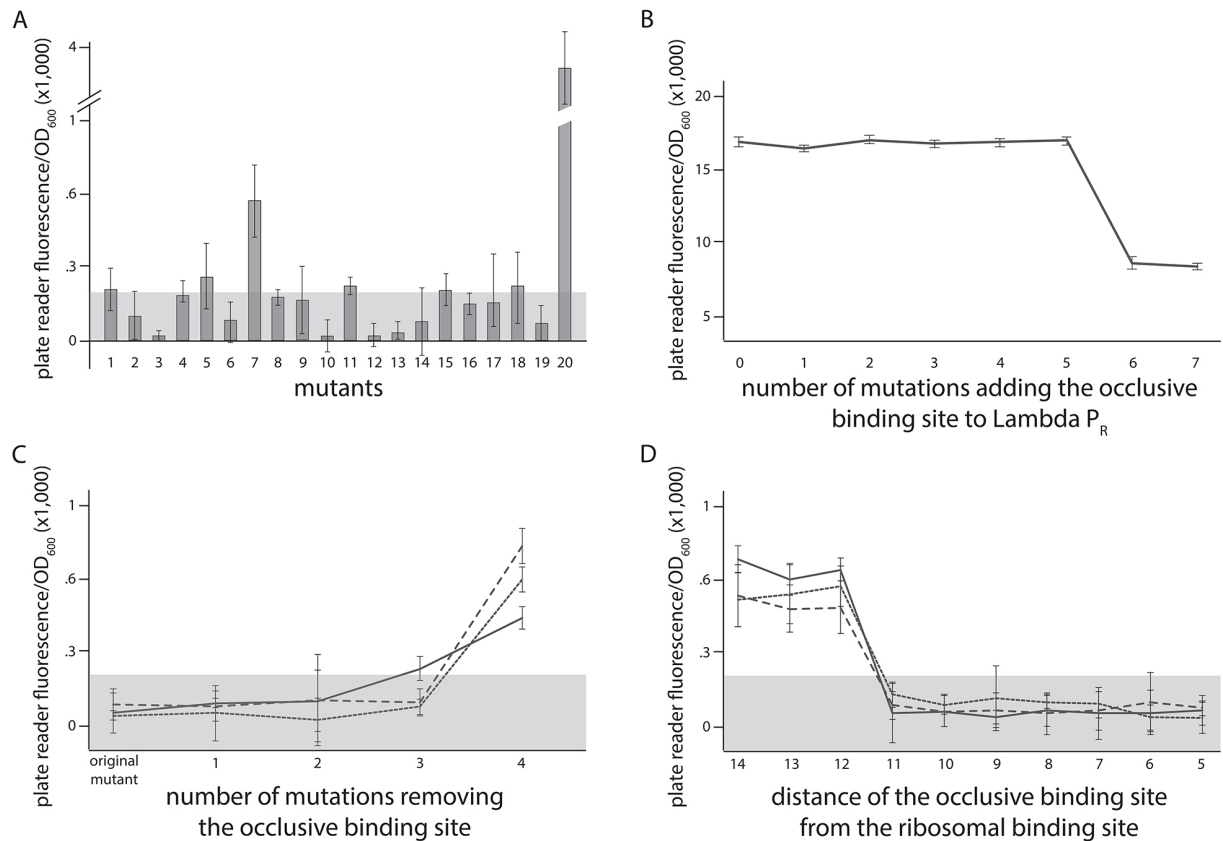 A
plate reader fluorescence/OD600 (x1,000)
4
1
.6
.3
0
1 2 3 4 5 6 7 8 9 10 11 12 13 14 15 16 17 18 19 20
mutants
B
plate reader fluorescence/OD600 (x1,000)
20
15
10
5
0 1 2 3 4 5 6 7
number of mutations adding the occlusive
binding site to Lambda PR
C
plate reader fluorescence/OD600 (x1,000)
1
.6
.3
0
original
mutant
1 2 3 4
number of mutations removing
the occlusive binding site
D
plate reader fluorescence/OD600 (x1,000)
1
.6
.3
0
14 13 12 11 10 9 8 7 6 5
distance of the occlusive binding site
from the ribosomal binding site